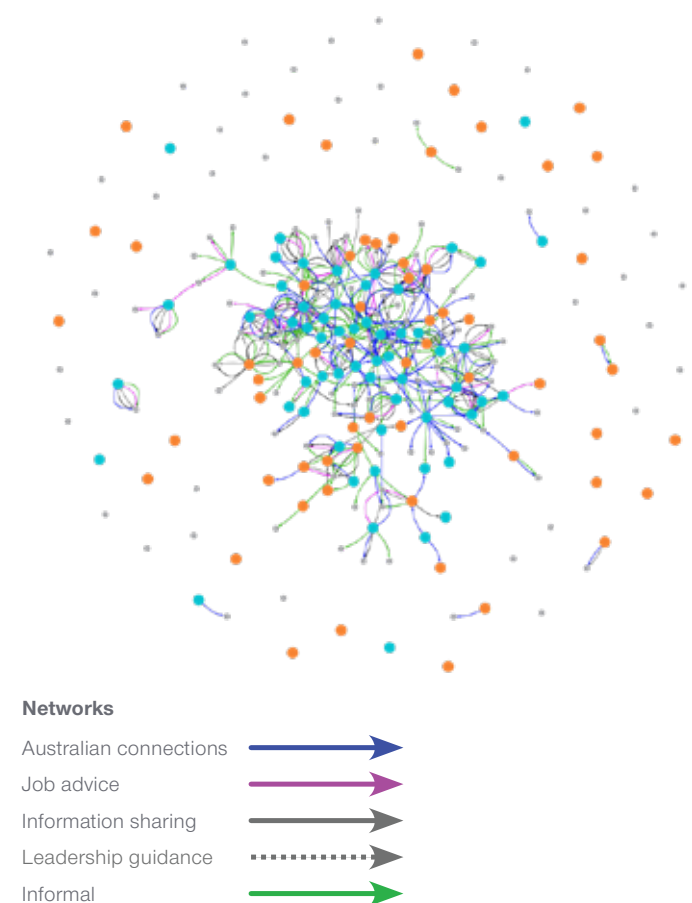 Networks
Australian connections
Job advice
Information sharing
Leadership guidance
Informal